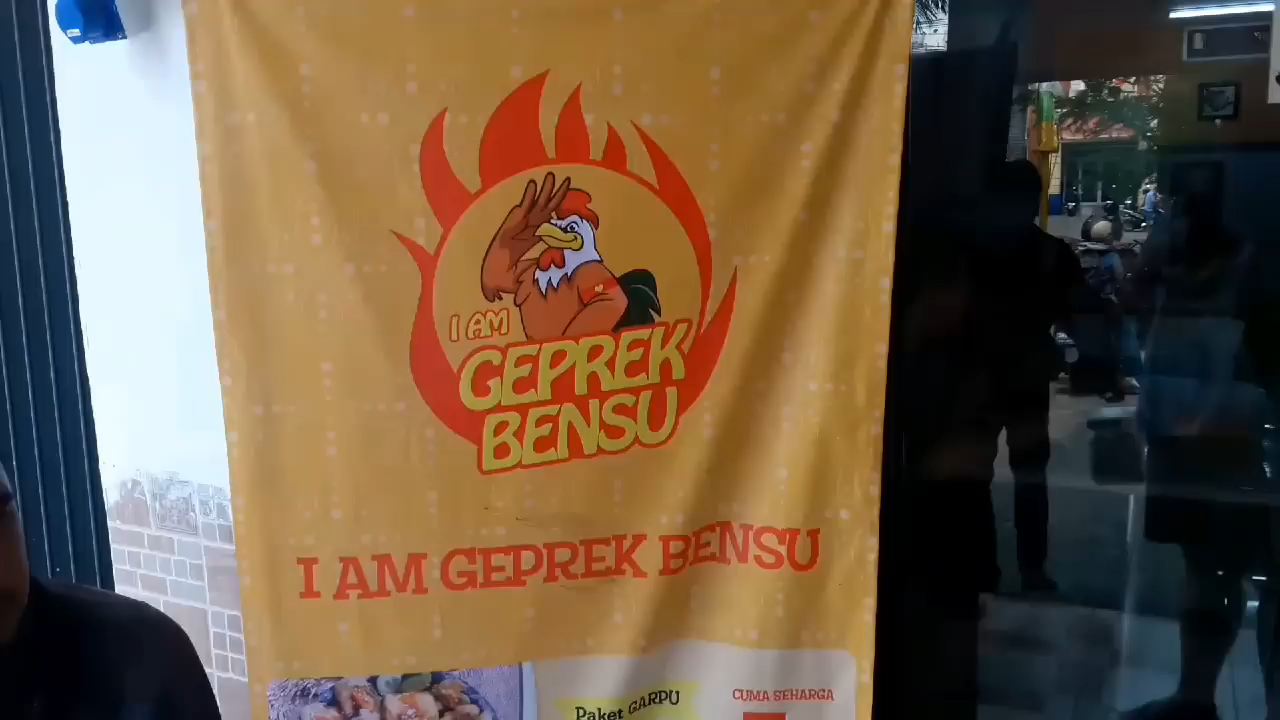 I AM
GEPREK
BENSU
I AM GEPREK BENSU
Paket GARPU
CUMA SEHARGA